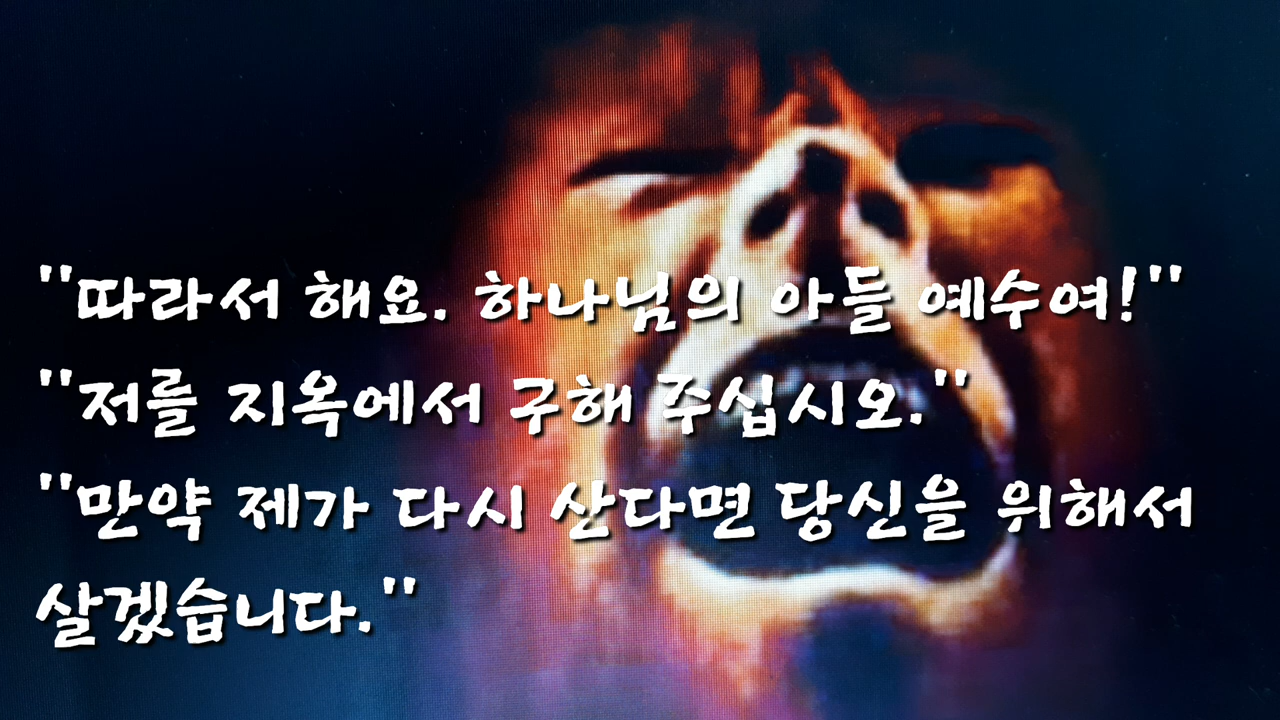 "따라서 해요. 하나님의 아들 예수여!"
"저를 지옥에서 구해 주십시오."
"만약 제가 다시 산다면 당신을 위해서
살겠습니다."